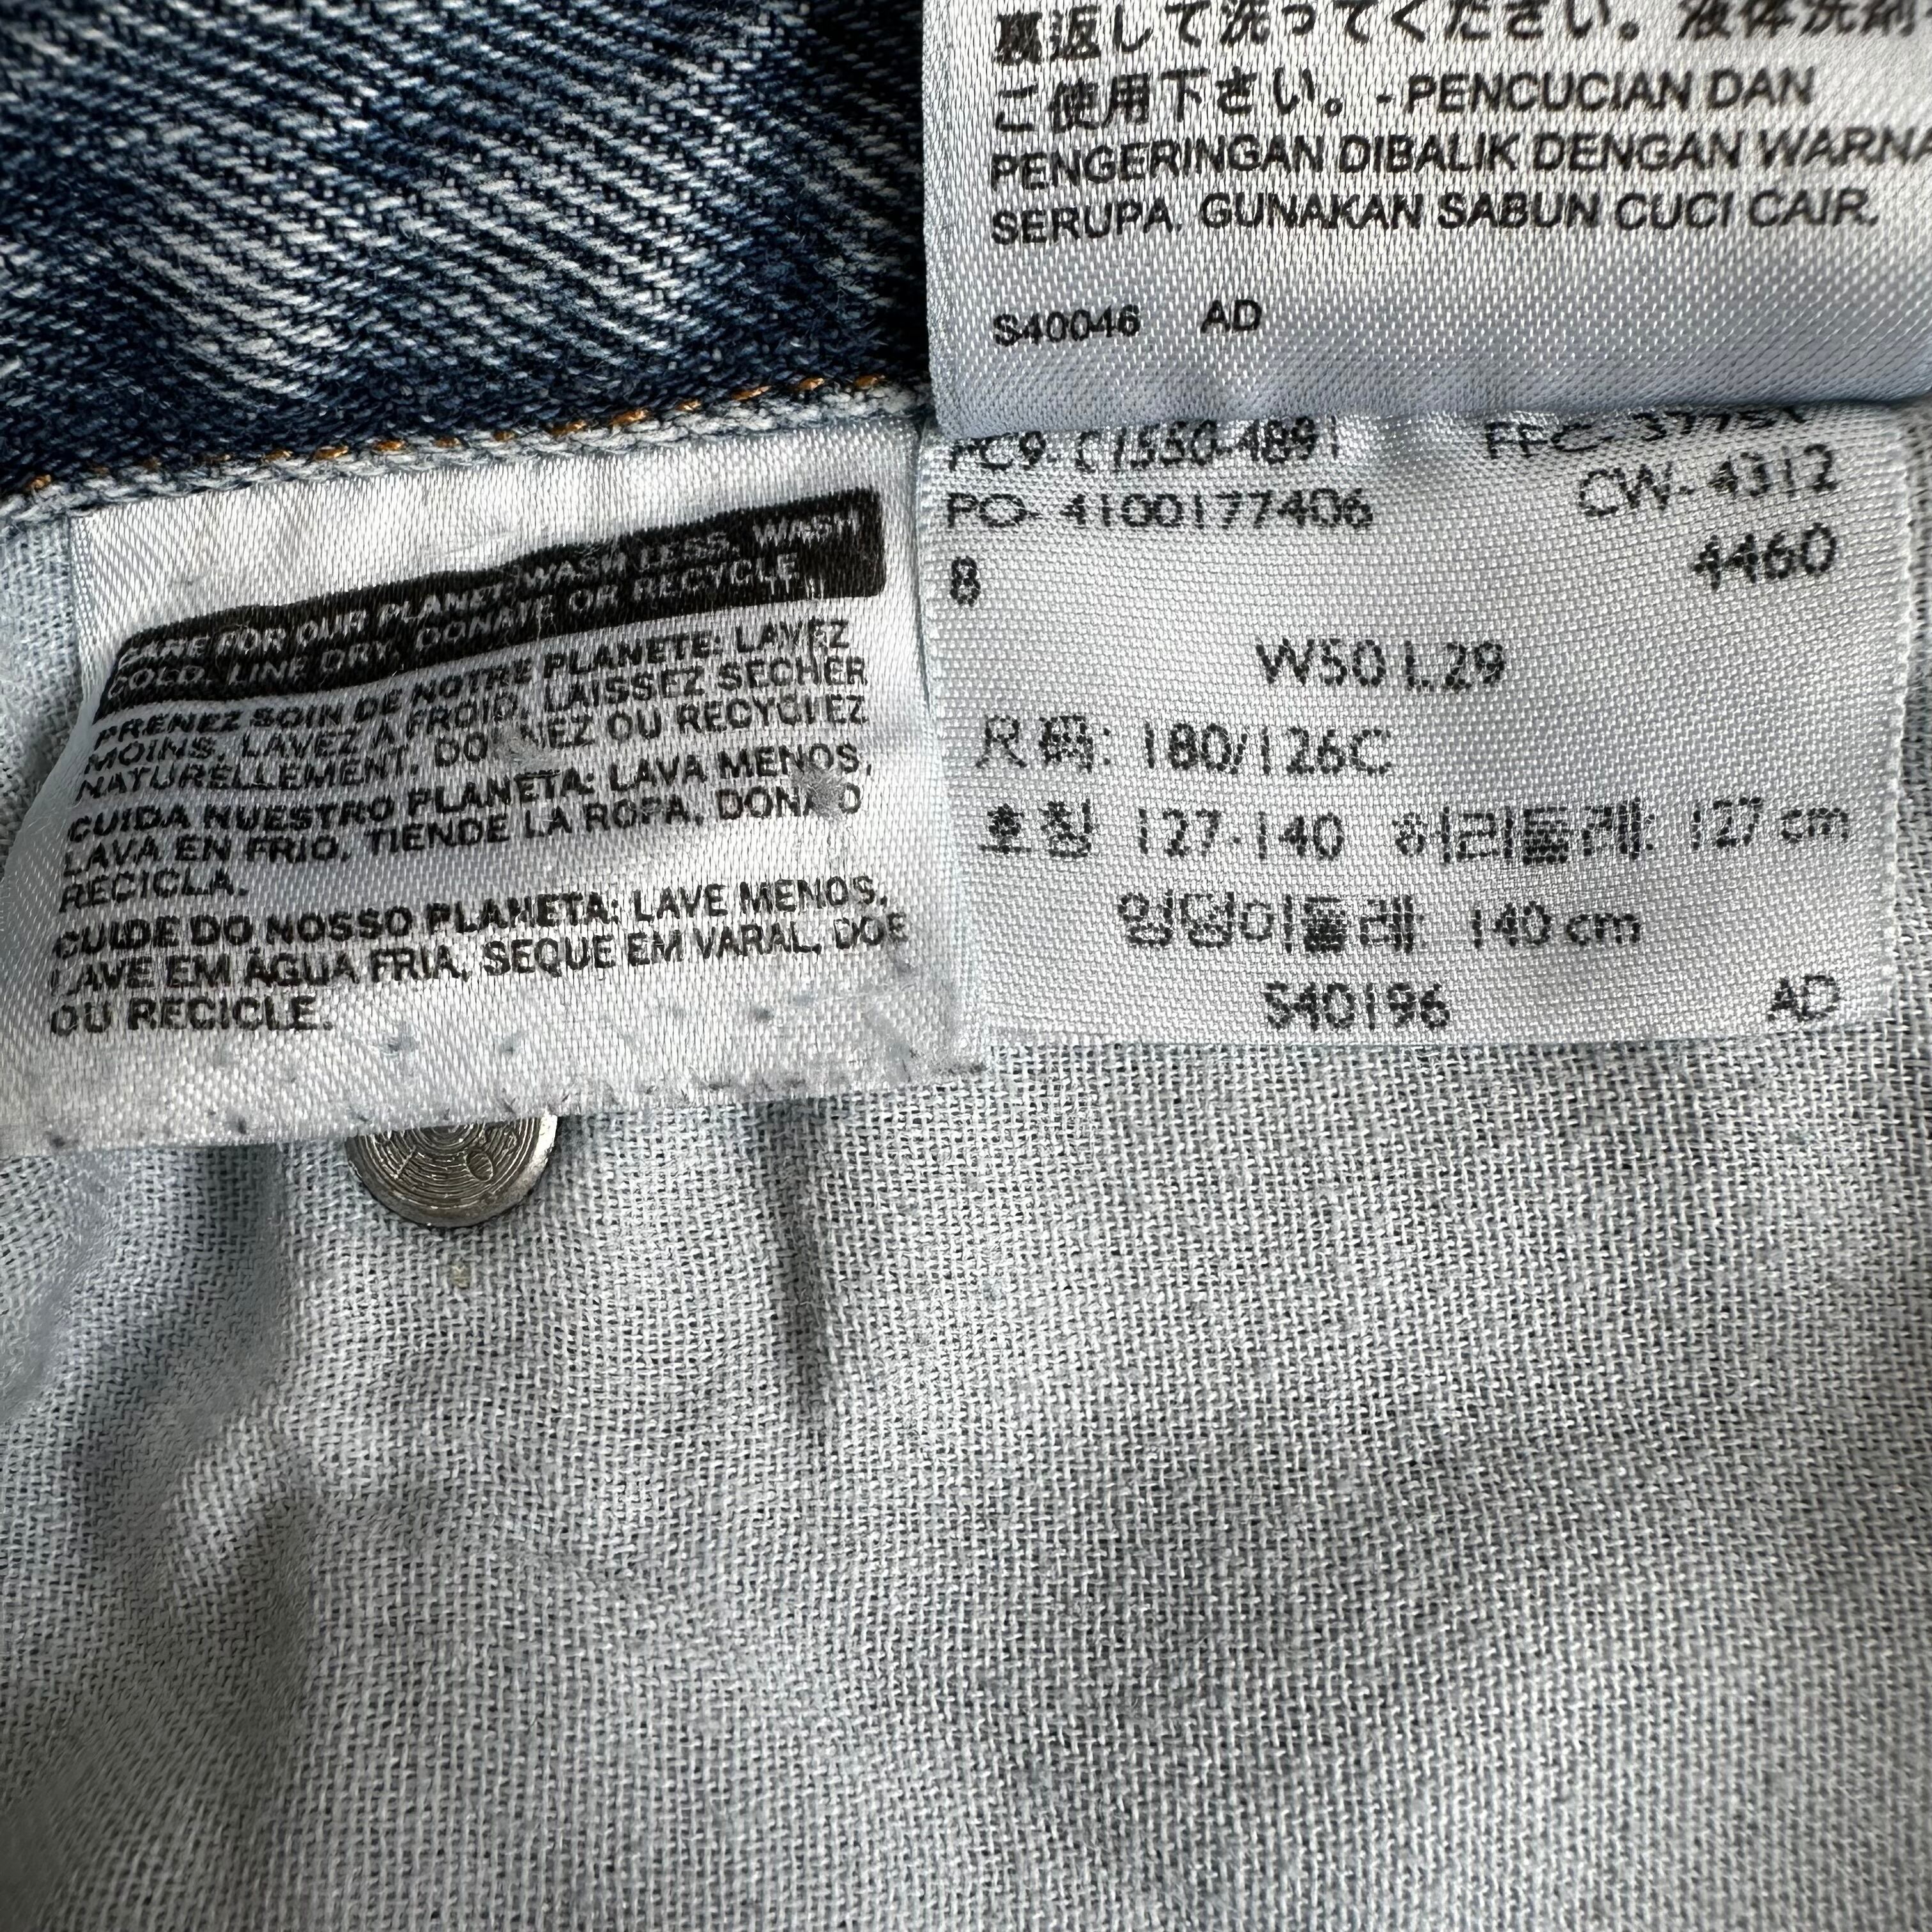 裏返して洗ってください。液体洗剤
ご使用下さい。 - PENCUCIAN DAN
PENGERINGAN DIBALIK DENGAN WARNA
SERUPA. GUNAKAN SABUN CUCI CAIR.
S40046 AD
CARE FOR OUR PLANET: WASH LESS, WASH
COLD, LINE DRY, DONATE OR RECYCLE.
PRENEZ SOIN DE NOTRE PLANETE: LAVEZ
MOINS, LAVEZ A FROID, LAISSEZ SECHER
NATURELLEMENT, DONNEZ OU RECYCLEZ
CUIDA NUESTRO PLANETA: LAVA MENOS,
LAVA EN FRIO, TIENDE LA ROPA, DONA O
RECICLA.
CUIDE DO NOSSO PLANETA: LAVE MENOS,
LAVE EM ÁGUA FRIA, SEQUE EM VARAL, DOE
OU RECICLE.
PC9- C1550-4891
PO- 4100177406 CW- 4312
8 4460
W50 L29
尺码: 180/126C
호칭 127-140 허리둘레: 127 cm
엉덩이둘레: 140 cm
S40196 AD